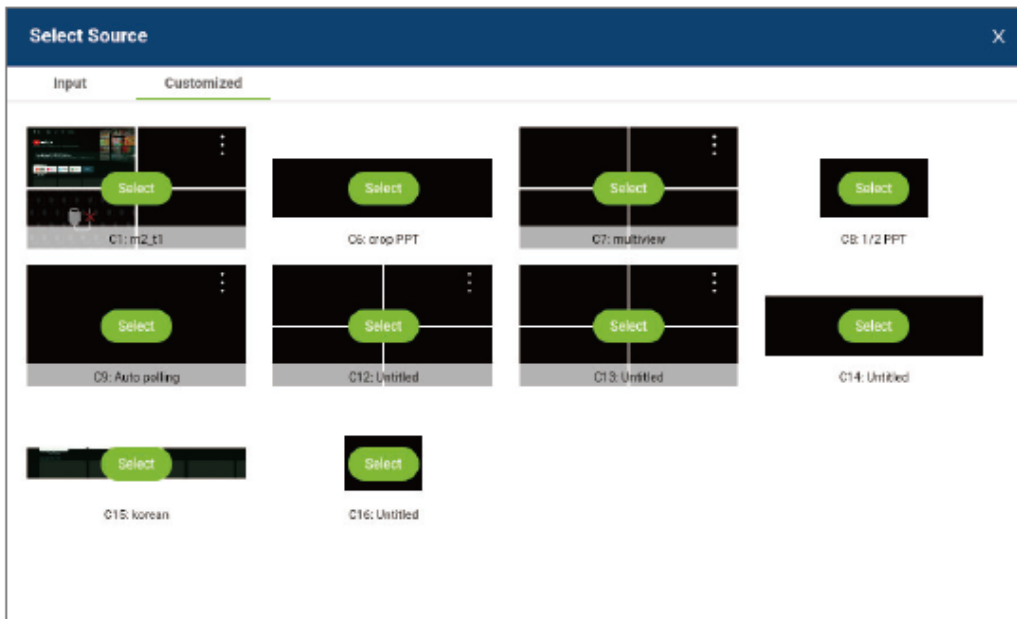 Select Source
X
Input
Customized
Select
Select
Select
Select
C1: m2_t1
C6: crop PPT
C7: multiview
C8: 1/2 PPT
Select
Select
Select
Select
C9: Auto polling
C12: Untitled
C13: Untitled
C14: Untitled
Select
Select
C15: korean
C16: Untitled